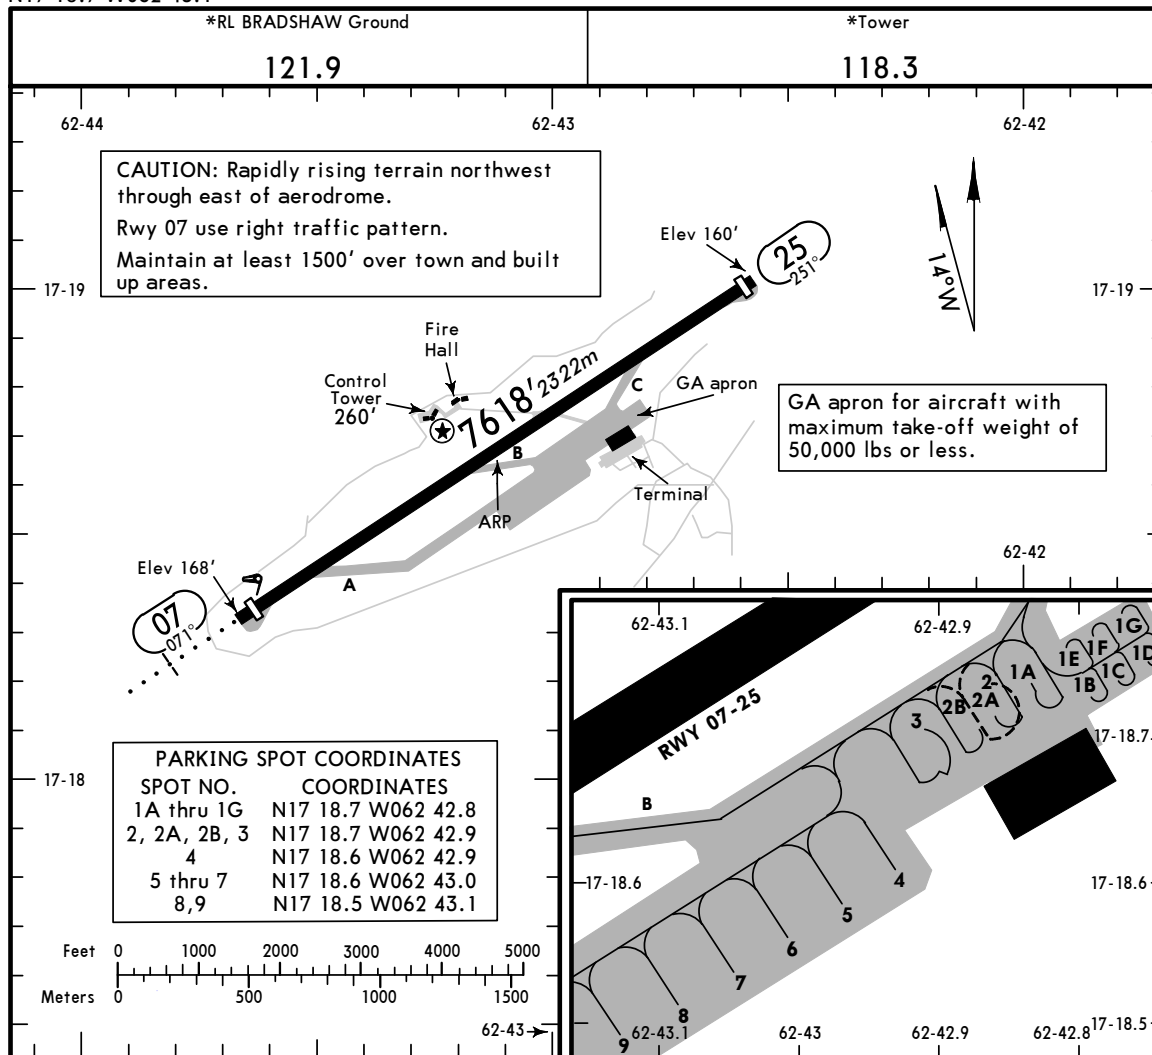 *RL BRADSHAW Ground
*Tower
121.9
118.3
62-44
62-43
62-42
CAUTION: Rapidly rising terrain northwest
through east of aerodrome.
Rwy 07 use right traffic pattern.
Maintain at least 1500' over town and built
up areas.
Elev 160'
25
251°
14°W
17-19
17-19
Fire
Hall
Control
Tower
260'
7618' 2322m
C
GA apron
GA apron for aircraft with
maximum take-off weight of
50,000 lbs or less.
B
Terminal
ARP
A
Elev 168'
07
071°
62-42
17-18
PARKING SPOT COORDINATES
SPOT NO. COORDINATES
1A thru 1G N17 18.7 W062 42.8
2, 2A, 2B, 3 N17 18.7 W062 42.9
4 N17 18.6 W062 42.9
5 thru 7 N17 18.6 W062 43.0
8,9 N17 18.5 W062 43.1
Feet 0 1000 2000 3000 4000 5000
Meters 0 500 1000 1500
62-43
62-43.1
62-42.9
1G
1F
1E
1D
1C
1B
1A
2
2A
2B
3
RWY 07-25
17-18.7
B
17-18.6
17-18.6
4
5
6
7
8
9
17-18.5
62-43.1
62-43
62-42.9
62-42.8